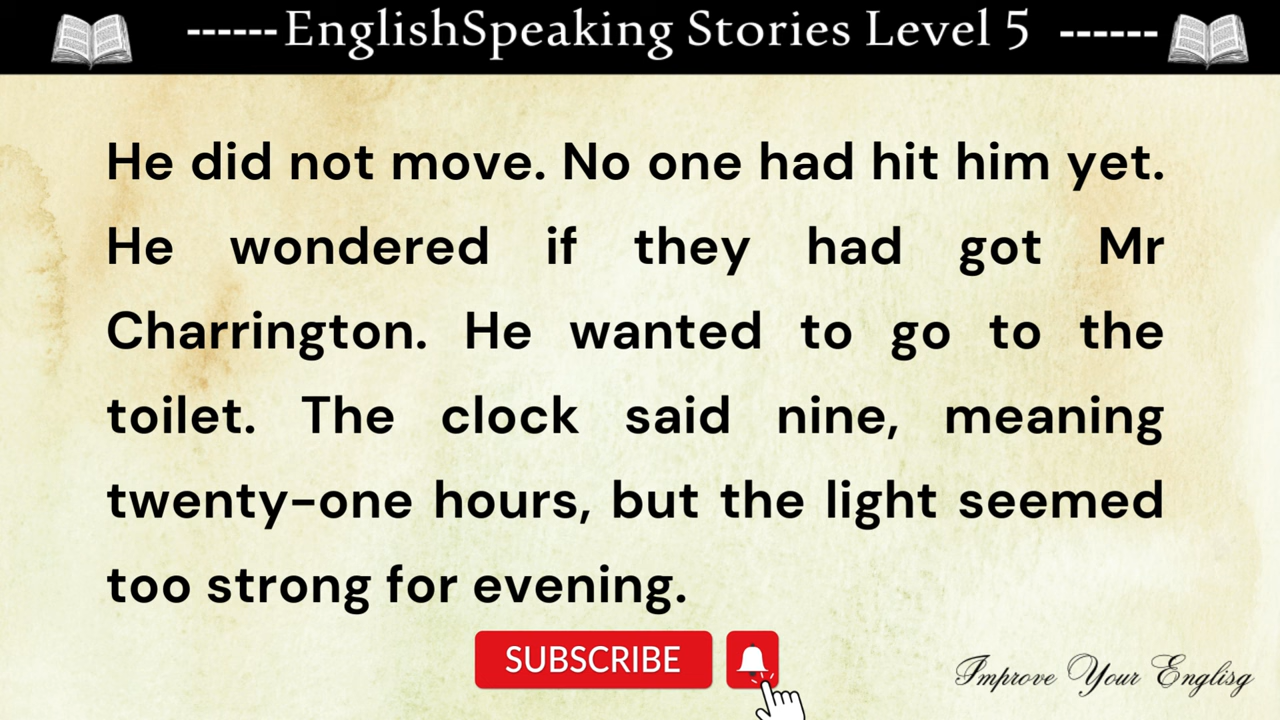 ------EnglishSpeaking Stories Level 5 ------
He did not move. No one had hit him yet.
He wondered if they had got Mr
Charrington. He wanted to go to the
toilet. The clock said nine, meaning
twenty-one hours, but the light seemed
too strong for evening.
SUBSCRIBE
Improve Your Englisg